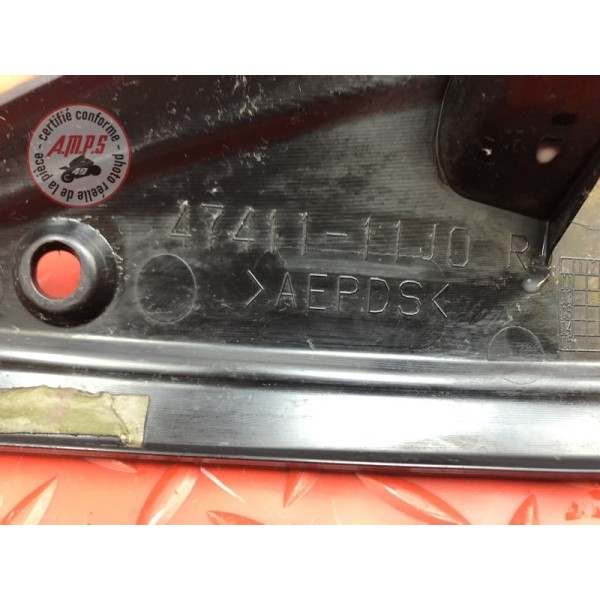 certifié conforme
A.M.P.S
photo réelle de la pièce
47411-11J0 R
>AEPDS<